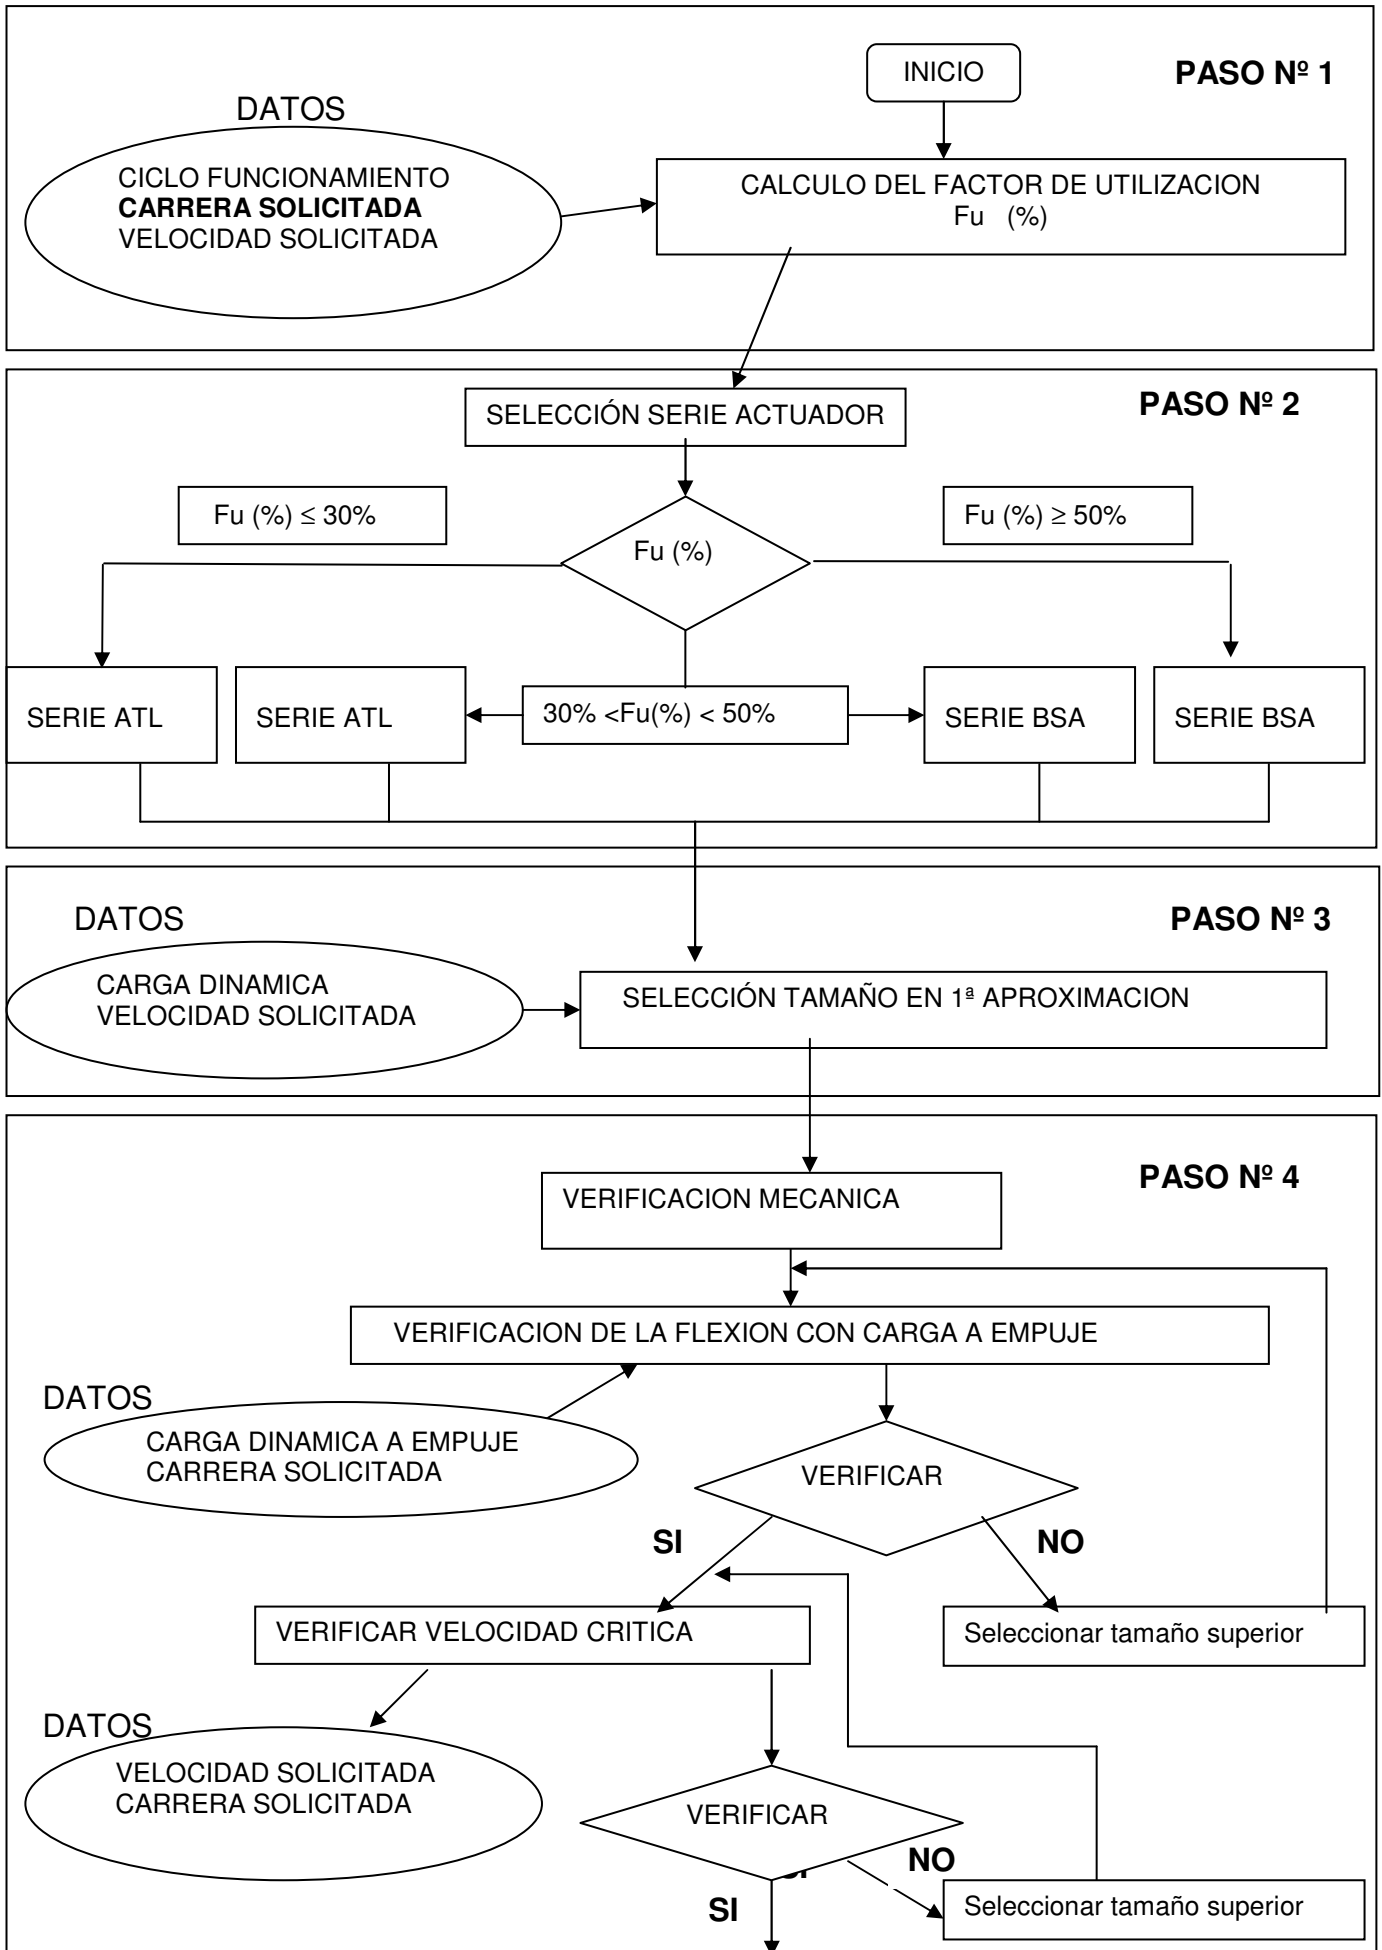 INICIO
PASO Nº 1
DATOS
CICLO FUNCIONAMIENTO
CARRERA SOLICITADA
VELOCIDAD SOLICITADA
CALCULO DEL FACTOR DE UTILIZACION
Fu (%)
PASO Nº 2
SELECCIÓN SERIE ACTUADOR
Fu (%) ≤ 30%
Fu (%) ≥ 50%
Fu (%)
SERIE ATL
SERIE ATL
30% <Fu(%) < 50%
SERIE BSA
SERIE BSA
DATOS
PASO Nº 3
CARGA DINAMICA
VELOCIDAD SOLICITADA
SELECCIÓN TAMAÑO EN 1ª APROXIMACION
PASO Nº 4
VERIFICACION MECANICA
VERIFICACION DE LA FLEXION CON CARGA A EMPUJE
DATOS
CARGA DINAMICA A EMPUJE
CARRERA SOLICITADA
VERIFICAR
SI
NO
VERIFICAR VELOCIDAD CRITICA
Seleccionar tamaño superior
DATOS
VELOCIDAD SOLICITADA
CARRERA SOLICITADA
VERIFICAR
NO
SI
Seleccionar tamaño superior